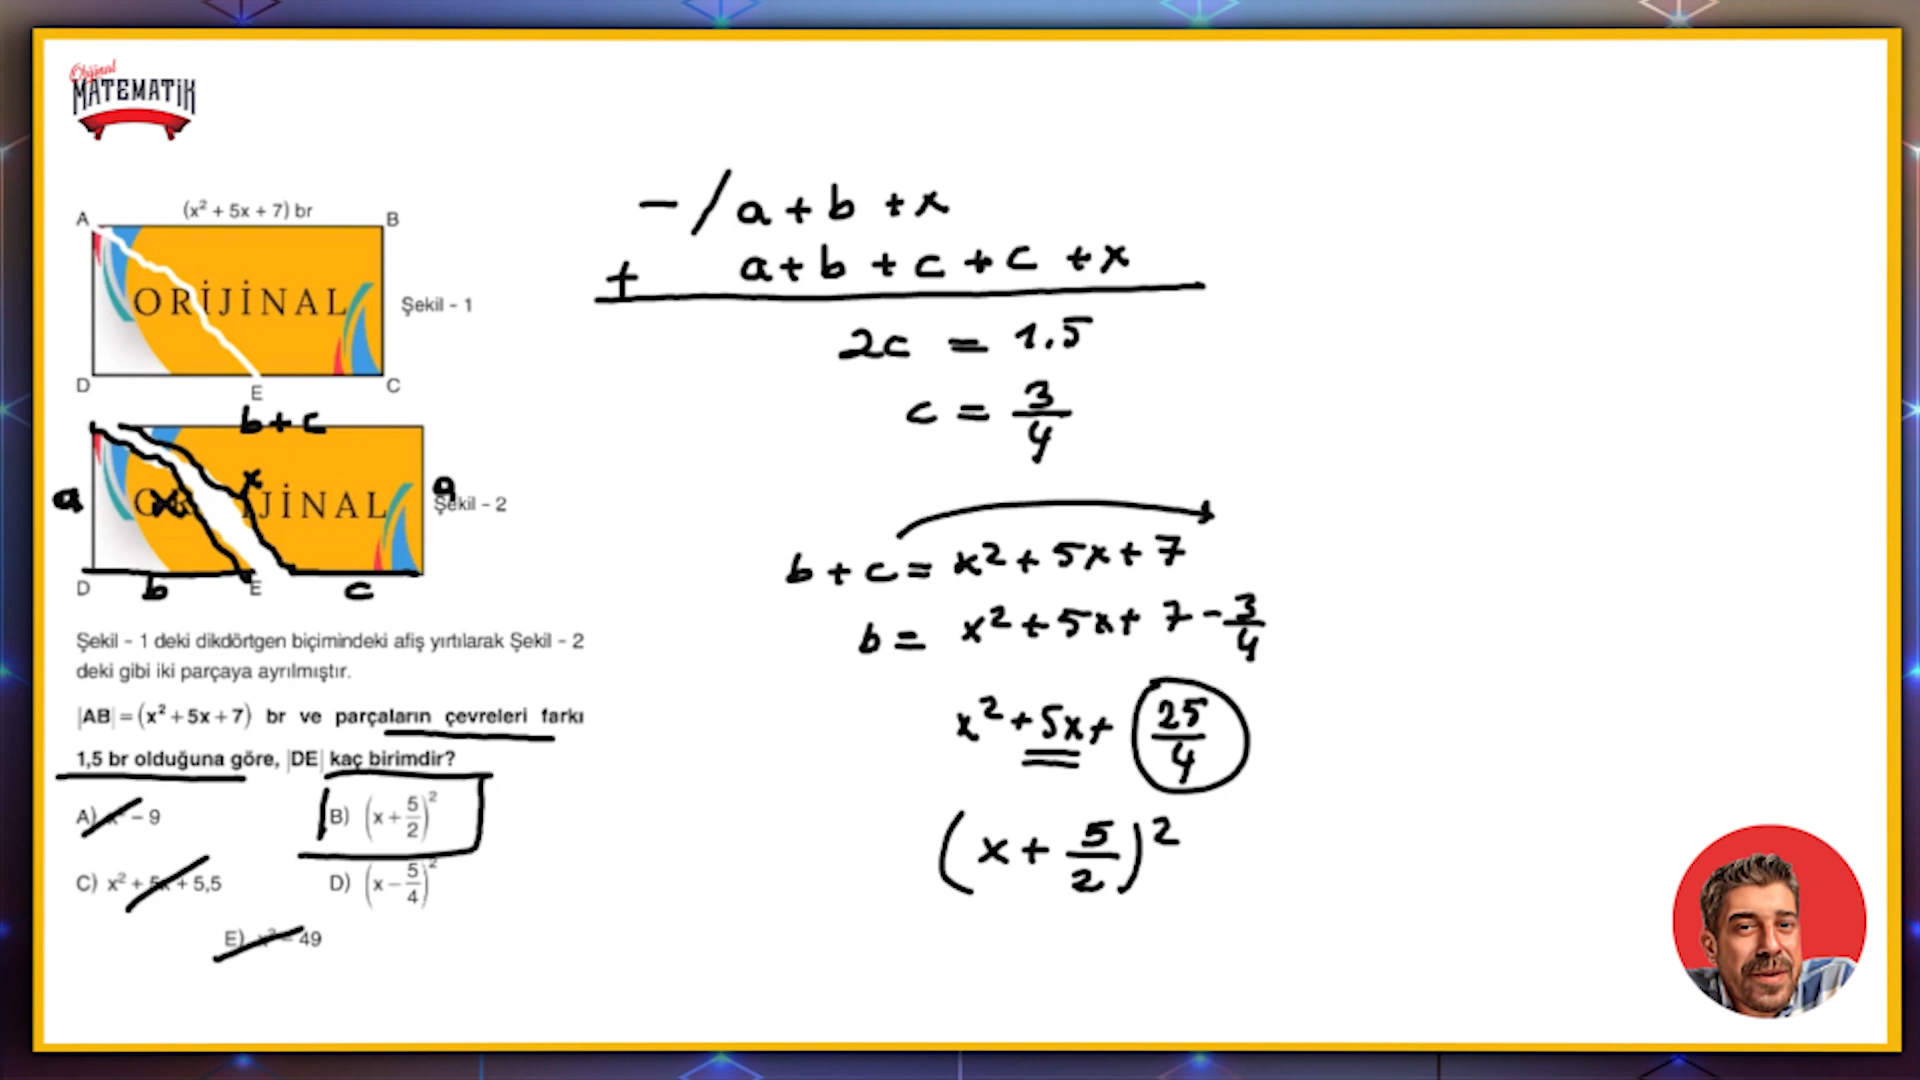 Orijinal
MATEMATİK
(x² + 5x + 7) br
A
B
ORİJİNAL
Şekil - 1
D
E
C
b+c
a
x
x
a
JİNAL
Şekil - 2
D
b
E
c
Şekil - 1 deki dikdörtgen biçimindeki afiş yırtılarak Şekil - 2
deki gibi iki parçaya ayrılmıştır.
|AB| = (x² + 5x + 7) br ve parçaların çevreleri farkı
1,5 br olduğuna göre, |DE| kaç birimdir?
A) x² − 9
B) (x + 5/2)²
C) x² + 5x + 5,5
D) (x − 5/4)²
E) x² − 49
-/a+b+x
+ a+b+c+c+x
2c = 1.5
c = 3/4
b+c = x²+5x+7
b = x²+5x+7-3/4
x²+5x+25/4
(x+5/2)²